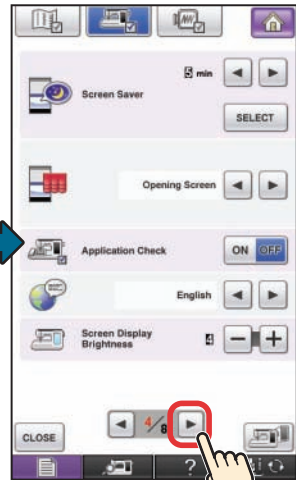 5 min
Screen Saver
SELECT
Opening Screen
Application Check
ON OFF
English
Screen Display
Brightness
4
4/8
CLOSE
?